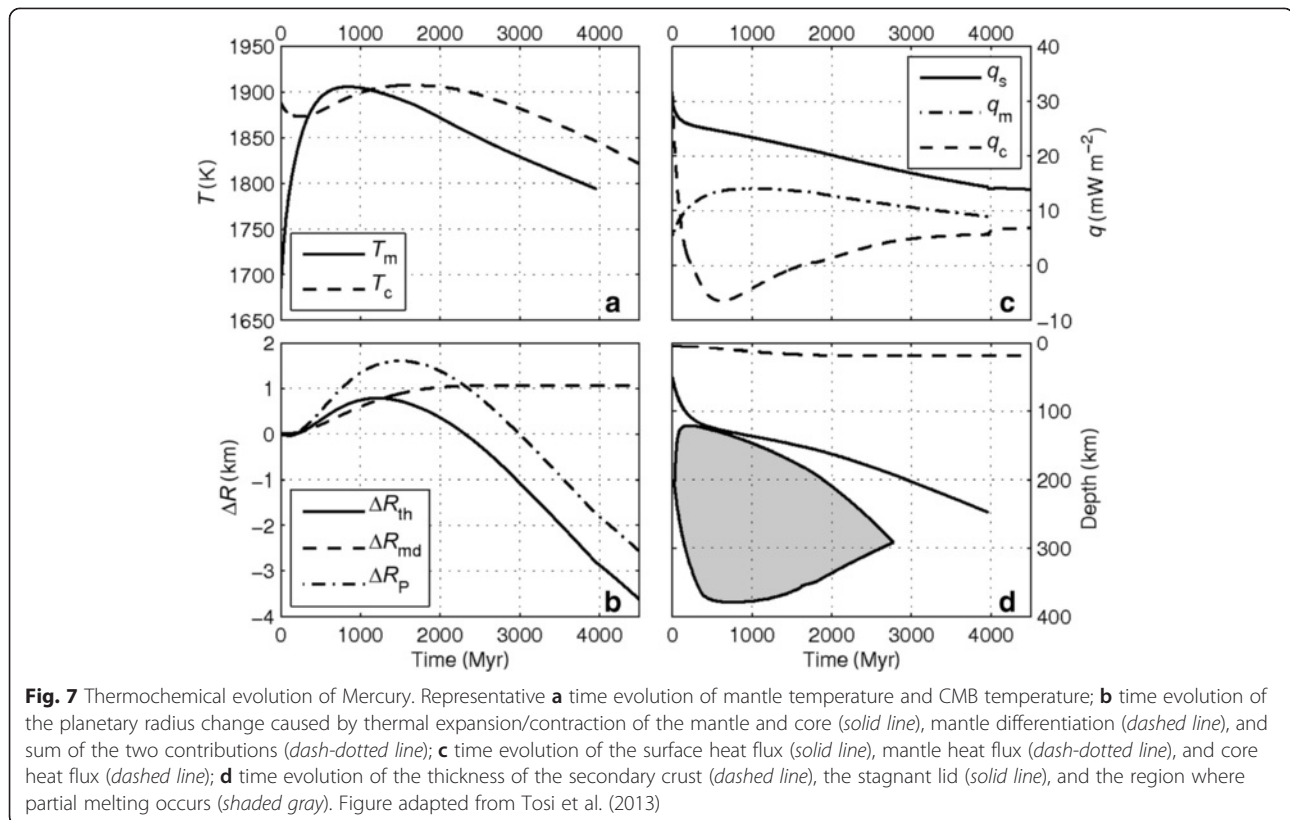 0 1000 2000 3000 4000
0 1000 2000 3000 4000
1950
1900
1850
1800
1750
1700
1650
T (K)
T_m
T_c
a
40
30
20
10
0
-10
q (mW m⁻²)
q_s
q_m
q_c
c
2
1
0
-1
-2
-3
-4
ΔR (km)
ΔR_th
ΔR_md
ΔR_P
b
0
100
200
300
400
Depth (km)
d
0 1000 2000 3000 4000
Time (Myr)
0 1000 2000 3000 4000
Time (Myr)
Fig. 7 Thermochemical evolution of Mercury. Representative a time evolution of mantle temperature and CMB temperature; b time evolution of
the planetary radius change caused by thermal expansion/contraction of the mantle and core (solid line), mantle differentiation (dashed line), and
sum of the two contributions (dash-dotted line); c time evolution of the surface heat flux (solid line), mantle heat flux (dash-dotted line), and core
heat flux (dashed line); d time evolution of the thickness of the secondary crust (dashed line), the stagnant lid (solid line), and the region where
partial melting occurs (shaded gray). Figure adapted from Tosi et al. (2013)